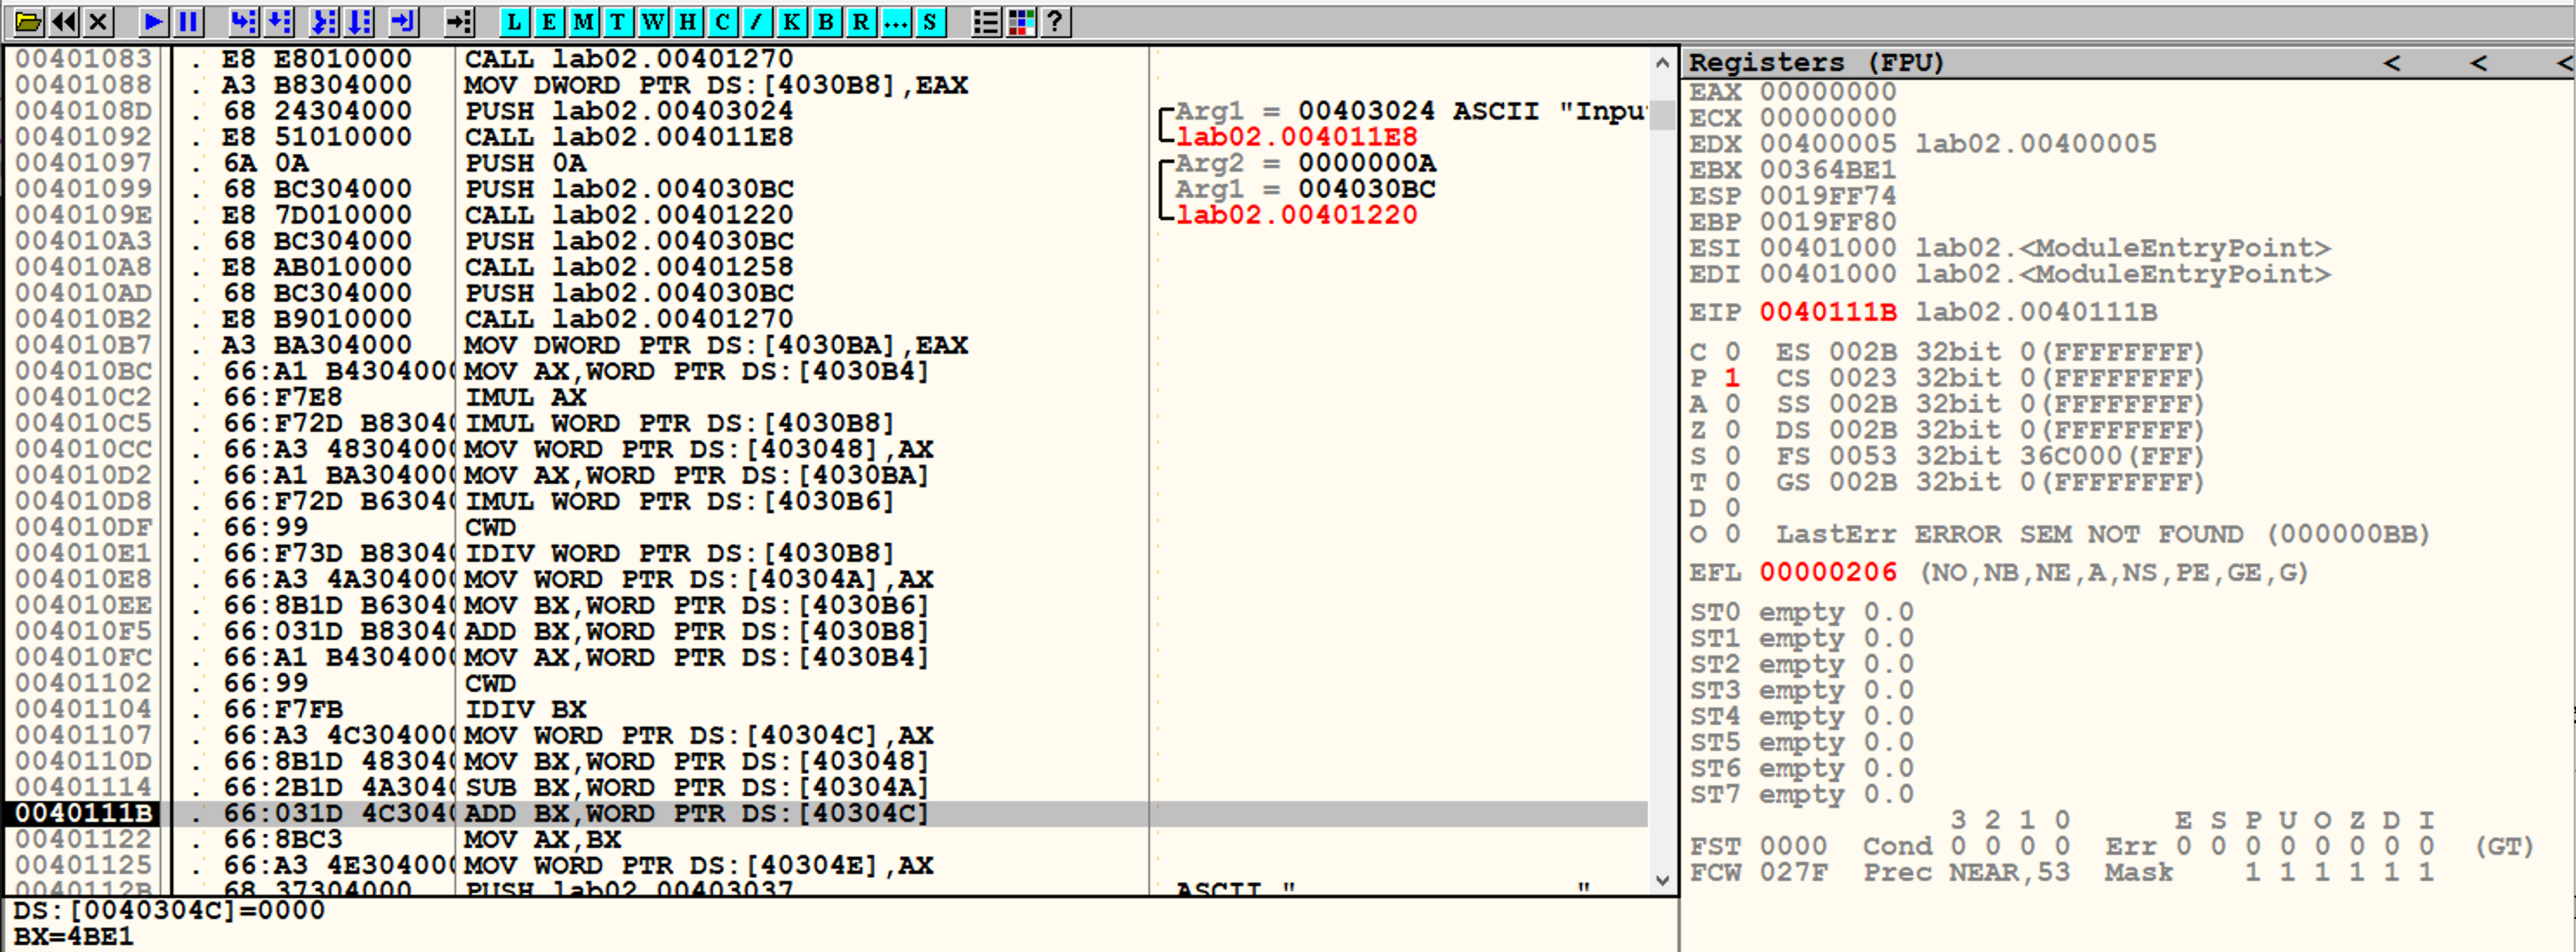 L E M T W H C / K B R ... S ?
00401083 . E8 E8010000 CALL lab02.00401270
00401088 . A3 B8304000 MOV DWORD PTR DS:[4030B8],EAX
0040108D . 68 24304000 PUSH lab02.00403024 Arg1 = 00403024 ASCII "Inpu
00401092 . E8 51010000 CALL lab02.004011E8 lab02.004011E8
00401097 . 6A 0A PUSH 0A Arg2 = 0000000A
00401099 . 68 BC304000 PUSH lab02.004030BC Arg1 = 004030BC
0040109E . E8 7D010000 CALL lab02.00401220 lab02.00401220
004010A3 . 68 BC304000 PUSH lab02.004030BC
004010A8 . E8 AB010000 CALL lab02.00401258
004010AD . 68 BC304000 PUSH lab02.004030BC
004010B2 . E8 B9010000 CALL lab02.00401270
004010B7 . A3 BA304000 MOV DWORD PTR DS:[4030BA],EAX
004010BC . 66:A1 B4304000 MOV AX,WORD PTR DS:[4030B4]
004010C2 . 66:F7E8 IMUL AX
004010C5 . 66:F72D B8304 IMUL WORD PTR DS:[4030B8]
004010CC . 66:A3 48304000 MOV WORD PTR DS:[403048],AX
004010D2 . 66:A1 BA304000 MOV AX,WORD PTR DS:[4030BA]
004010D8 . 66:F72D B6304 IMUL WORD PTR DS:[4030B6]
004010DF . 66:99 CWD
004010E1 . 66:F73D B8304 IDIV WORD PTR DS:[4030B8]
004010E8 . 66:A3 4A304000 MOV WORD PTR DS:[40304A],AX
004010EE . 66:8B1D B6304 MOV BX,WORD PTR DS:[4030B6]
004010F5 . 66:031D B8304 ADD BX,WORD PTR DS:[4030B8]
004010FC . 66:A1 B4304000 MOV AX,WORD PTR DS:[4030B4]
00401102 . 66:99 CWD
00401104 . 66:F7FB IDIV BX
00401107 . 66:A3 4C304000 MOV WORD PTR DS:[40304C],AX
0040110D . 66:8B1D 48304 MOV BX,WORD PTR DS:[403048]
00401114 . 66:2B1D 4A304 SUB BX,WORD PTR DS:[40304A]
0040111B . 66:031D 4C304 ADD BX,WORD PTR DS:[40304C]
00401122 . 66:8BC3 MOV AX,BX
00401125 . 66:A3 4E304000 MOV WORD PTR DS:[40304E],AX
0040112B . 68 37304000 PUSH lab02.00403037 ASCII " "
DS:[0040304C]=0000
BX=4BE1
Registers (FPU) < < <
EAX 00000000
ECX 00000000
EDX 00400005 lab02.00400005
EBX 00364BE1
ESP 0019FF74
EBP 0019FF80
ESI 00401000 lab02.<ModuleEntryPoint>
EDI 00401000 lab02.<ModuleEntryPoint>
EIP 0040111B lab02.0040111B
C 0 ES 002B 32bit 0(FFFFFFFF)
P 1 CS 0023 32bit 0(FFFFFFFF)
A 0 SS 002B 32bit 0(FFFFFFFF)
Z 0 DS 002B 32bit 0(FFFFFFFF)
S 0 FS 0053 32bit 36C000(FFF)
T 0 GS 002B 32bit 0(FFFFFFFF)
D 0
O 0 LastErr ERROR SEM NOT FOUND (000000BB)
EFL 00000206 (NO,NB,NE,A,NS,PE,GE,G)
ST0 empty 0.0
ST1 empty 0.0
ST2 empty 0.0
ST3 empty 0.0
ST4 empty 0.0
ST5 empty 0.0
ST6 empty 0.0
ST7 empty 0.0
3 2 1 0 E S P U O Z D I
FST 0000 Cond 0 0 0 0 Err 0 0 0 0 0 0 0 0 (GT)
FCW 027F Prec NEAR,53 Mask 1 1 1 1 1 1